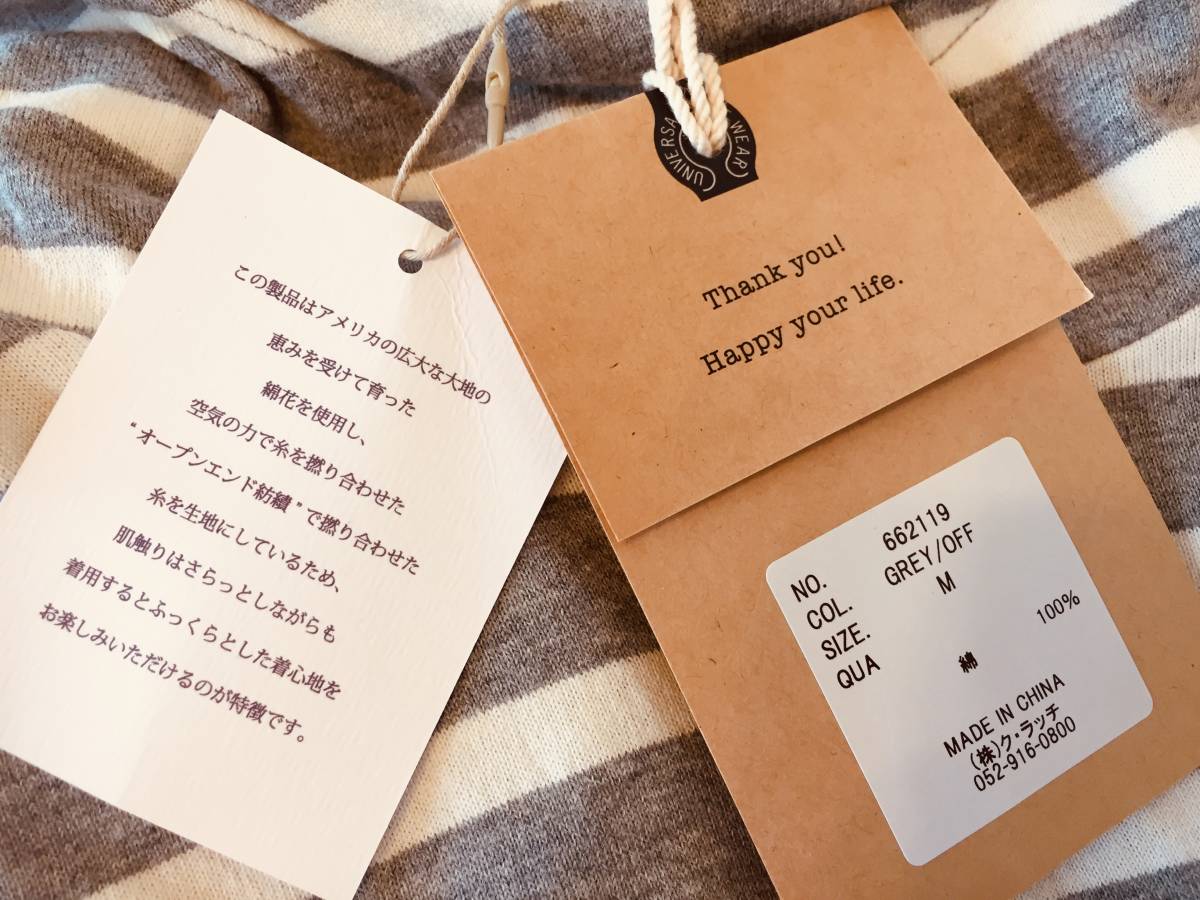 この製品はアメリカの広大な大地の
恵みを受けて育った
綿花を使用し、
空気の力で糸を撚り合わせた
“オープンエンド紡績”で撚り合わせた
糸を生地にしているため、
肌触りはさらっとしながらも
着用するとふっくらとした着心地を
お楽しみいただけるのが特徴です。
UNIVERSA WEAR
Thank you!
Happy your life.
NO. 662119
COL. GREY/OFF
SIZE. M
QUA 100%
綿
MADE IN CHINA
(株)ク・ラッチ
052-916-0800